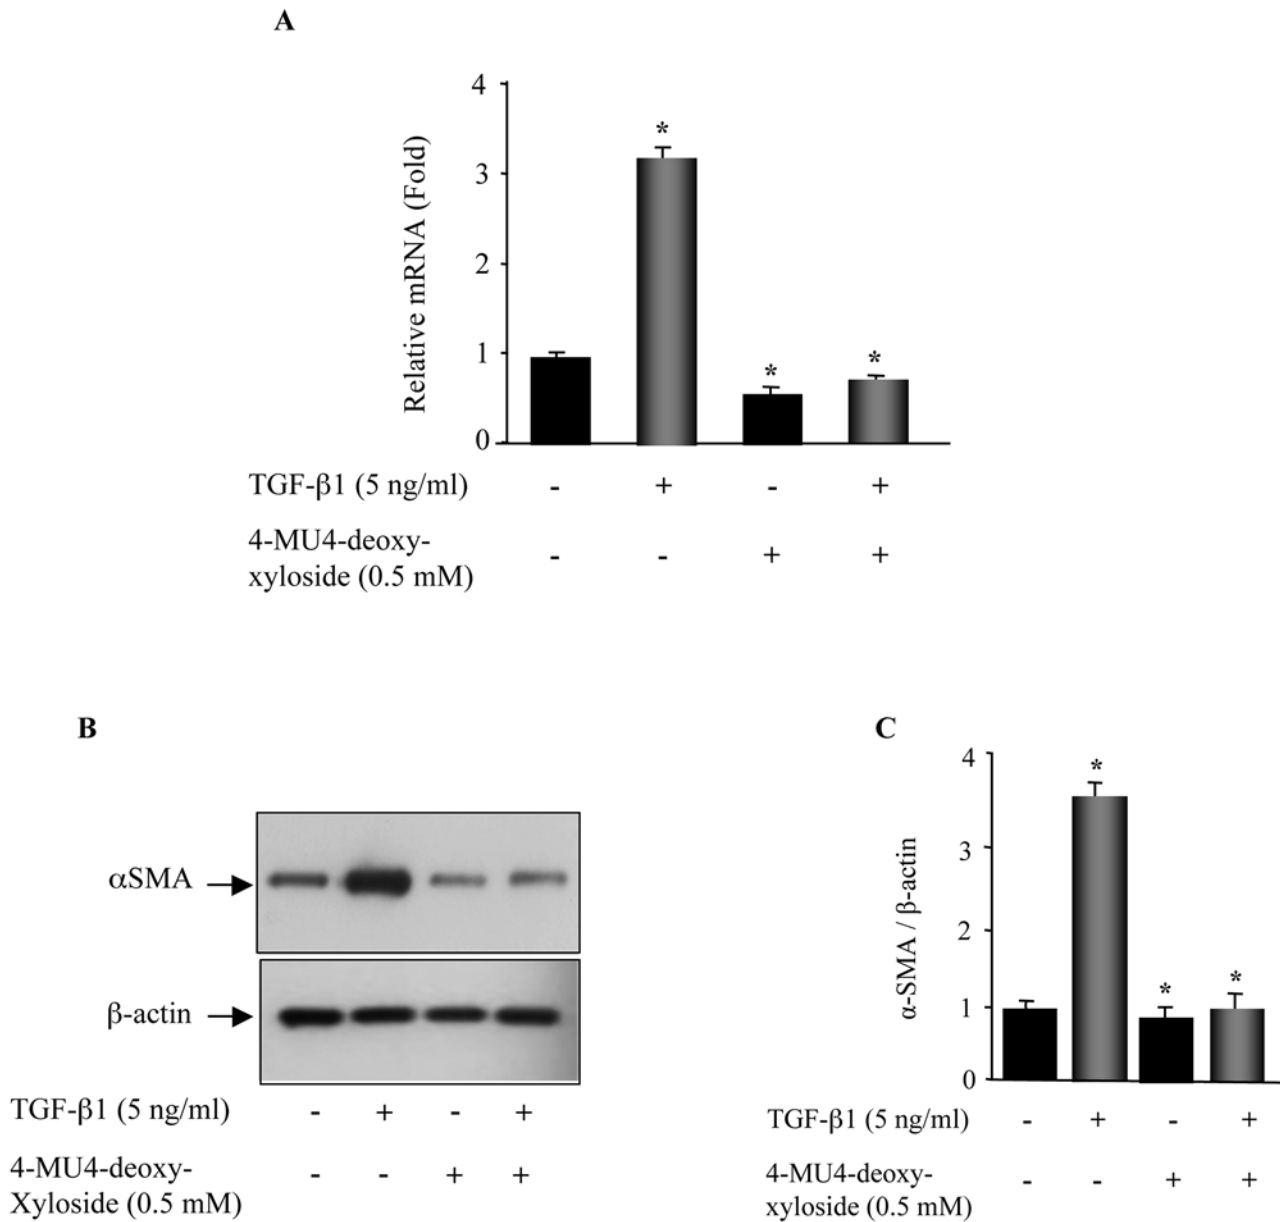 A
4
3
2
1
0
Relative mRNA (Fold)
*
*
*
TGF-β1 (5 ng/ml) - + - +
4-MU4-deoxy-
xyloside (0.5 mM) - - + +
B
αSMA
β-actin
TGF-β1 (5 ng/ml) - + - +
4-MU4-deoxy-
Xyloside (0.5 mM) - - + +
C
4
3
2
1
0
α-SMA / β-actin
*
*
*
TGF-β1 (5 ng/ml) - + - +
4-MU4-deoxy-
xyloside (0.5 mM) - - + +